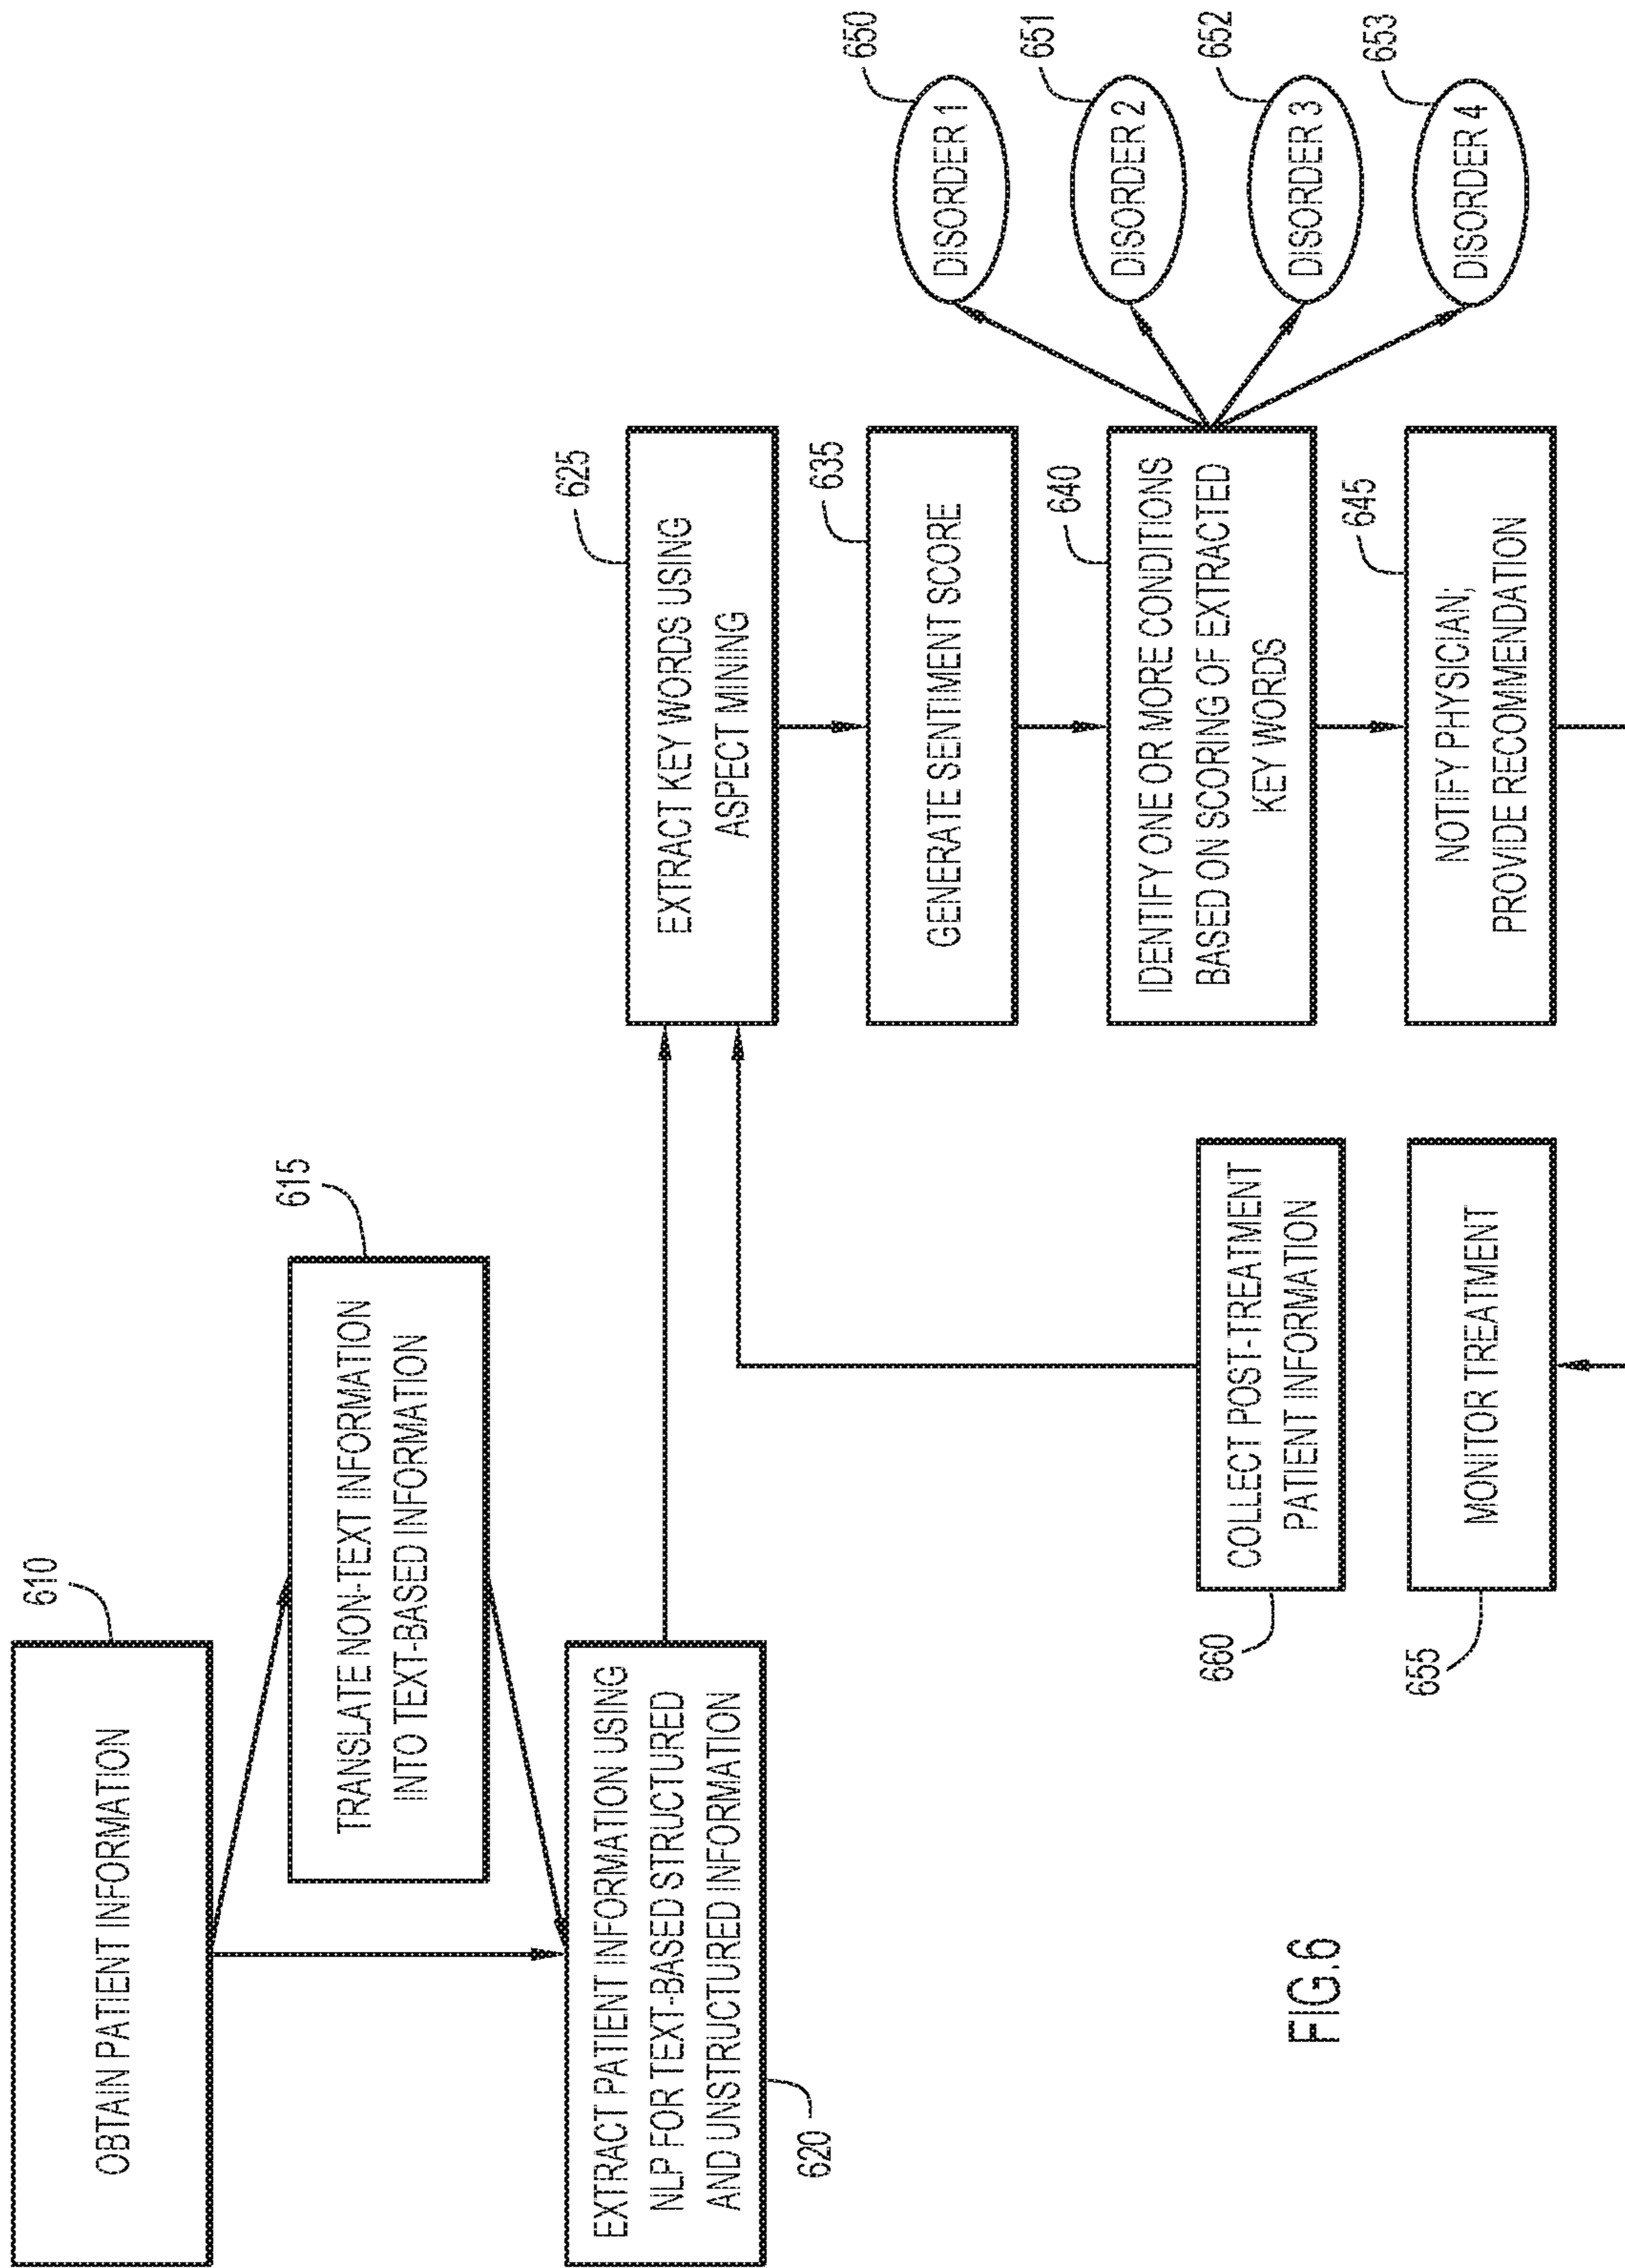 610
OBTAIN PATIENT INFORMATION
615
TRANSLATE NON-TEXT INFORMATION
INTO TEXT-BASED INFORMATION
EXTRACT PATIENT INFORMATION USING
NLP FOR TEXT-BASED STRUCTURED
AND UNSTRUCTURED INFORMATION
620
625
EXTRACT KEY WORDS USING
ASPECT MINING
635
GENERATE SENTIMENT SCORE
640
IDENTIFY ONE OR MORE CONDITIONS
BASED ON SCORING OF EXTRACTED
KEY WORDS
645
NOTIFY PHYSICIAN;
PROVIDE RECOMMENDATION
650
DISORDER 1
651
DISORDER 2
652
DISORDER 3
653
DISORDER 4
COLLECT POST-TREATMENT
PATIENT INFORMATION
660
MONITOR TREATMENT
655
FIG.6